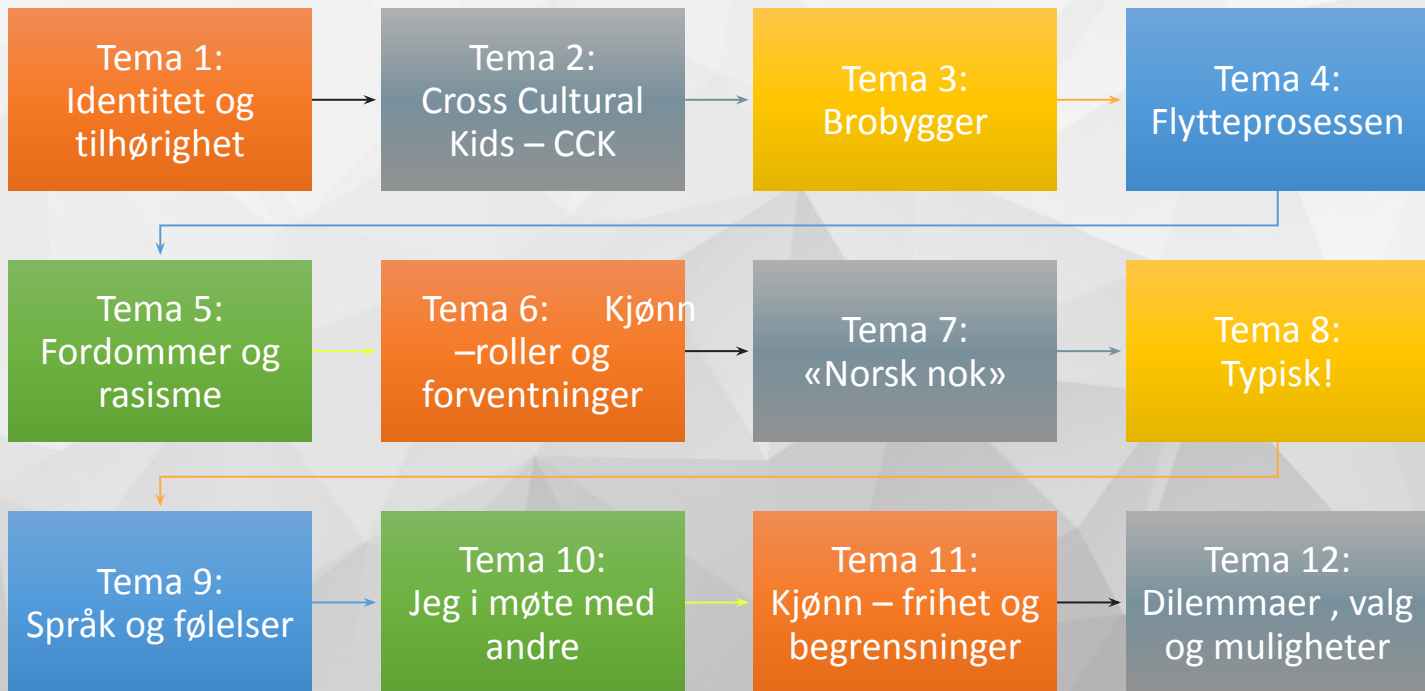 Tema 1:
Identitet og
tilhørighet
Tema 2:
Cross Cultural
Kids – CCK
Tema 3:
Brobygger
Tema 4:
Flytteprosessen
Tema 5:
Fordommer og
rasisme
Tema 6: Kjønn
–roller og
forventninger
Tema 7:
«Norsk nok»
Tema 8:
Typisk!
Tema 9:
Språk og følelser
Tema 10:
Jeg i møte med
andre
Tema 11:
Kjønn – frihet og
begrensninger
Tema 12:
Dilemmaer , valg
og muligheter